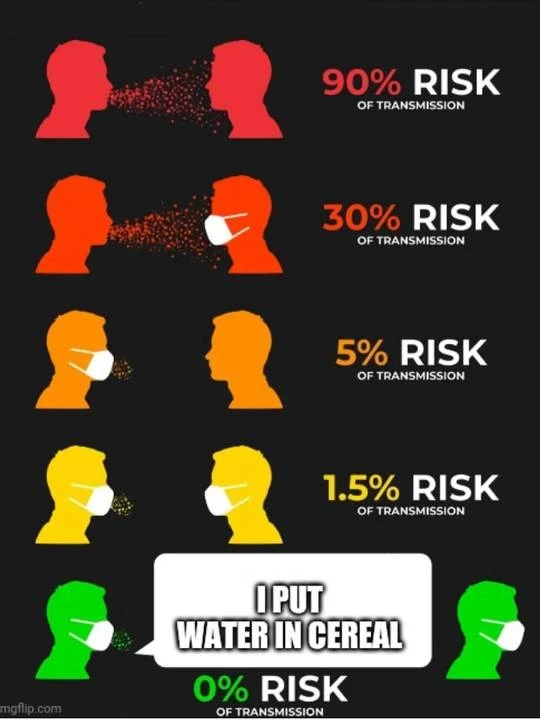 90% RISK
OF TRANSMISSION
30% RISK
OF TRANSMISSION
5% RISK
OF TRANSMISSION
1.5% RISK
OF TRANSMISSION
I PUT
WATER IN CEREAL
0% RISK
OF TRANSMISSION
mgflip.com